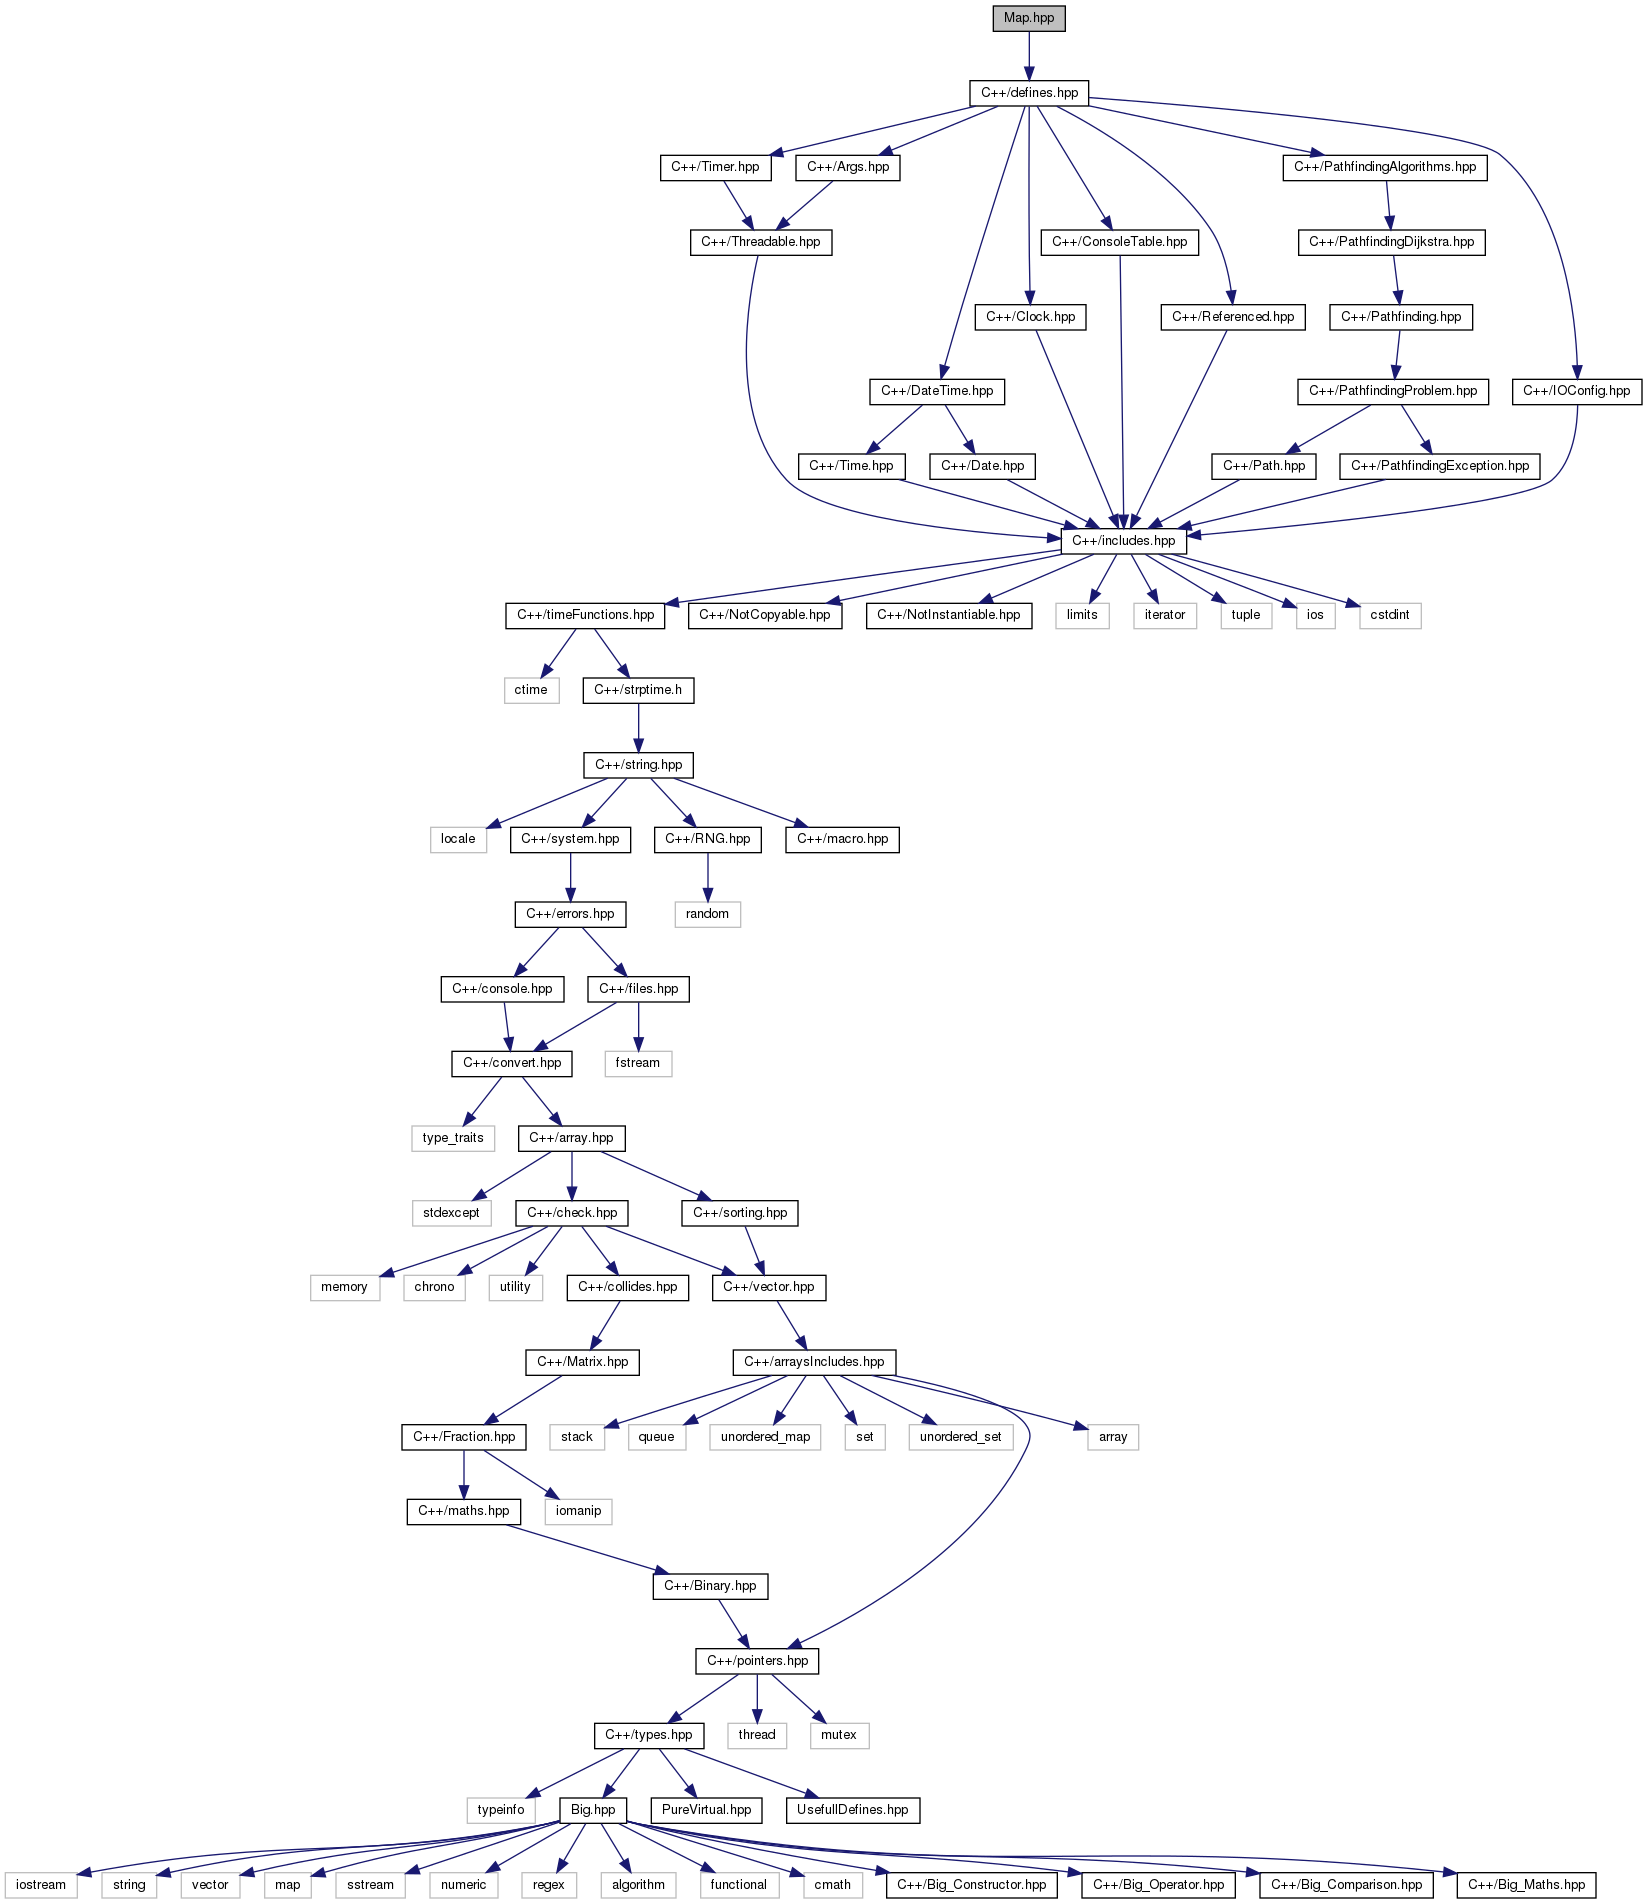 Map.hpp
C++/defines.hpp
C++/Timer.hpp
C++/Args.hpp
C++/PathfindingAlgorithms.hpp
C++/Threadable.hpp
C++/ConsoleTable.hpp
C++/PathfindingDijkstra.hpp
C++/Clock.hpp
C++/Referenced.hpp
C++/Pathfinding.hpp
C++/DateTime.hpp
C++/PathfindingProblem.hpp
C++/IOConfig.hpp
C++/Time.hpp
C++/Date.hpp
C++/Path.hpp
C++/PathfindingException.hpp
C++/includes.hpp
C++/timeFunctions.hpp
C++/NotCopyable.hpp
C++/NotInstantiable.hpp
limits
iterator
tuple
ios
cstdint
ctime
C++/strptime.h
C++/string.hpp
locale
C++/system.hpp
C++/RNG.hpp
C++/macro.hpp
C++/errors.hpp
random
C++/console.hpp
C++/files.hpp
C++/convert.hpp
fstream
type_traits
C++/array.hpp
stdexcept
C++/check.hpp
C++/sorting.hpp
memory
chrono
utility
C++/collides.hpp
C++/vector.hpp
C++/Matrix.hpp
C++/arraysIncludes.hpp
C++/Fraction.hpp
stack
queue
unordered_map
set
unordered_set
array
C++/maths.hpp
iomanip
C++/Binary.hpp
C++/pointers.hpp
C++/types.hpp
thread
mutex
typeinfo
Big.hpp
PureVirtual.hpp
UsefullDefines.hpp
iostream
string
vector
map
sstream
numeric
regex
algorithm
functional
cmath
C++/Big_Constructor.hpp
C++/Big_Operator.hpp
C++/Big_Comparison.hpp
C++/Big_Maths.hpp